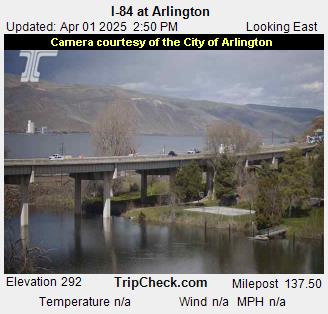 I-84 at Arlington
Updated: Apr 01 2025 2:50 PM Looking East
Camera courtesy of the City of Arlington
Elevation 292 TripCheck.com Milepost 137.50
Temperature n/a Wind n/a MPH n/a